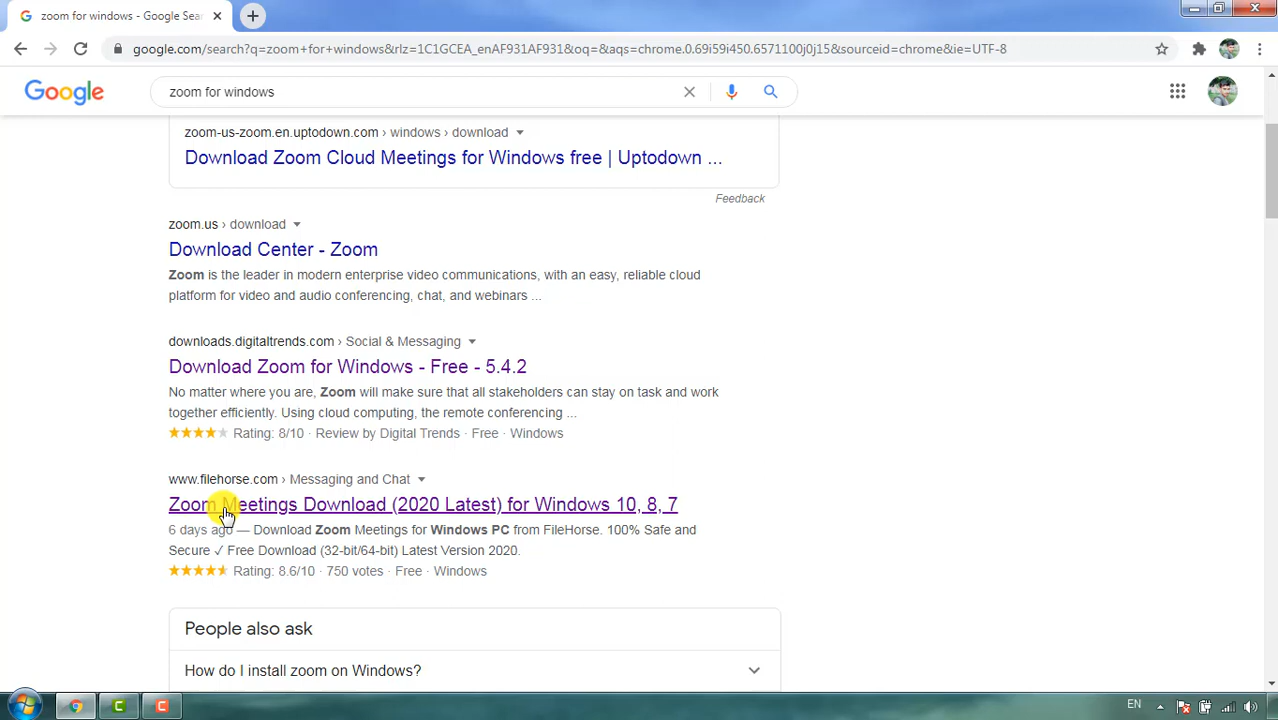 zoom for windows - Google Sear
google.com/search?q=zoom+for+windows&rlz=1C1GCEA_enAF931AF931&oq=&aqs=chrome.0.69i59i450.6571100j0j15&sourceid=chrome&ie=UTF-8
Google
zoom for windows
zoom-us-zoom.en.uptodown.com › windows › download
Download Zoom Cloud Meetings for Windows free | Uptodown ...
Feedback
zoom.us › download
Download Center - Zoom
Zoom is the leader in modern enterprise video communications, with an easy, reliable cloud
platform for video and audio conferencing, chat, and webinars ...
downloads.digitaltrends.com › Social & Messaging
Download Zoom for Windows - Free - 5.4.2
No matter where you are, Zoom will make sure that all stakeholders can stay on task and work
together efficiently. Using cloud computing, the remote conferencing ...
Rating: 8/10 · Review by Digital Trends · Free · Windows
www.filehorse.com › Messaging and Chat
Zoom Meetings Download (2020 Latest) for Windows 10, 8, 7
6 days ago — Download Zoom Meetings for Windows PC from FileHorse. 100% Safe and
Secure ✓ Free Download (32-bit/64-bit) Latest Version 2020.
Rating: 8.6/10 · 750 votes · Free · Windows
People also ask
How do I install zoom on Windows?
EN